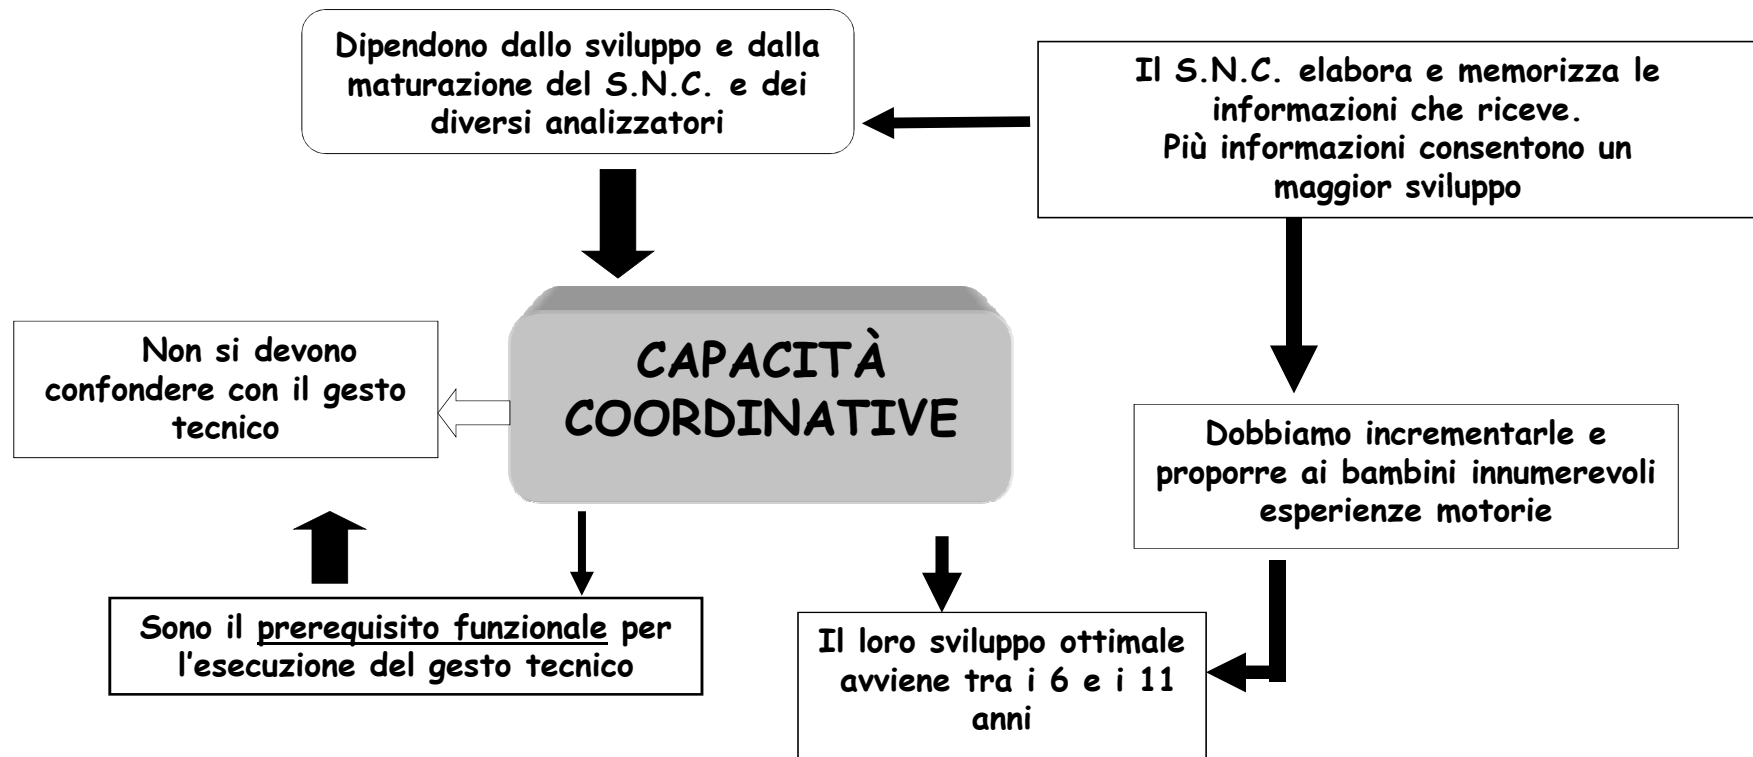 Dipendono dallo sviluppo e dalla
maturazione del S.N.C. e dei
diversi analizzatori
Il S.N.C. elabora e memorizza le
informazioni che riceve.
Più informazioni consentono un
maggior sviluppo
CAPACITÀ
COORDINATIVE
Non si devono
confondere con il gesto
tecnico
Dobbiamo incrementarle e
proporre ai bambini innumerevoli
esperienze motorie
Sono il prerequisito funzionale per
l'esecuzione del gesto tecnico
Il loro sviluppo ottimale
avviene tra i 6 e i 11
anni